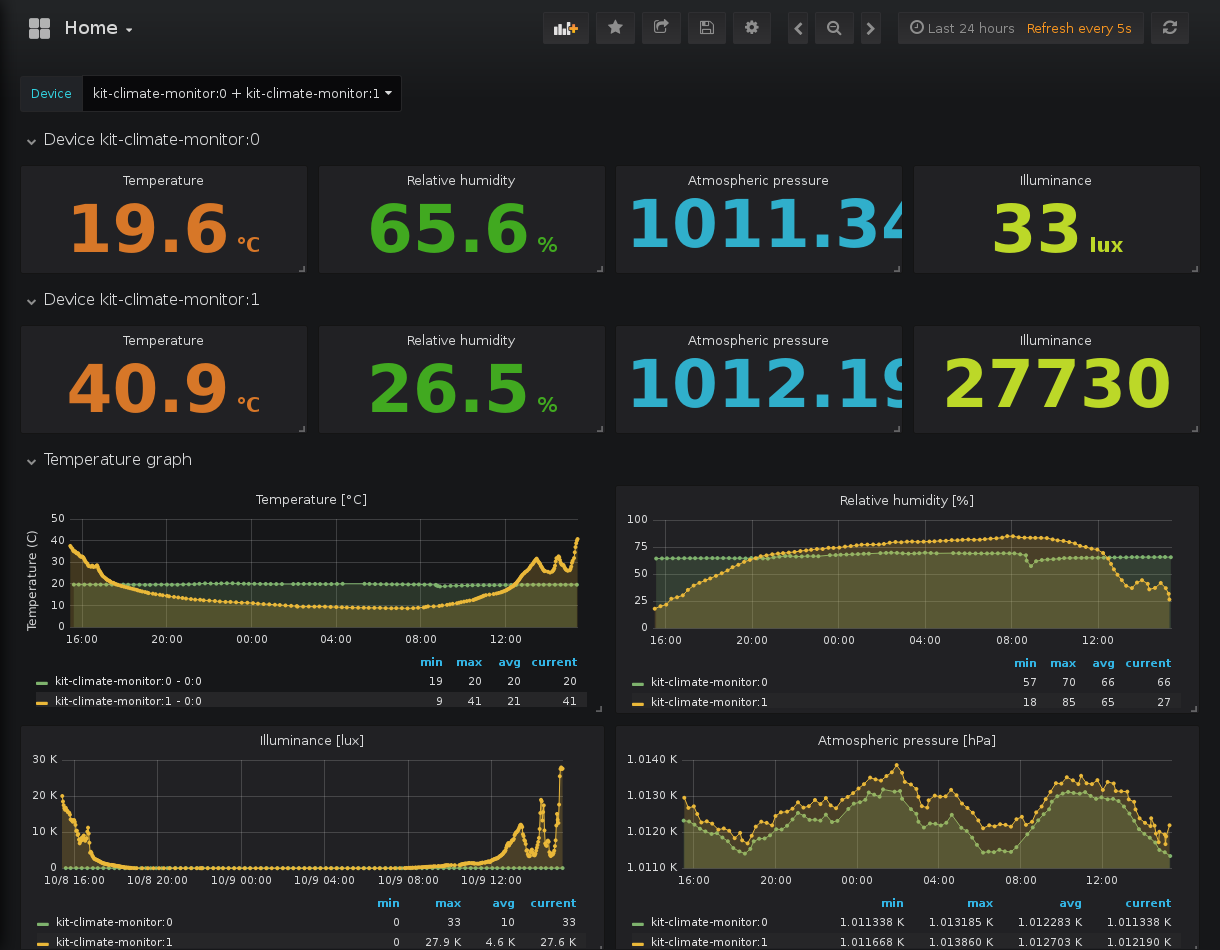 Home
Last 24 hours Refresh every 5s
Device kit-climate-monitor:0 + kit-climate-monitor:1
Device kit-climate-monitor:0
Temperature Relative humidity Atmospheric pressure Illuminance
19.6 °C 65.6 % 1011.34 33 lux
Device kit-climate-monitor:1
Temperature Relative humidity Atmospheric pressure Illuminance
40.9 °C 26.5 % 1012.19 27730
Temperature graph
Temperature [°C]
Temperature (C)
50
40
30
20
10
0
16:00 20:00 00:00 04:00 08:00 12:00
min max avg current
kit-climate-monitor:0 - 0:0 19 20 20 20
kit-climate-monitor:1 - 0:0 9 41 21 41
Relative humidity [%]
100
75
50
25
0
16:00 20:00 00:00 04:00 08:00 12:00
min max avg current
kit-climate-monitor:0 57 70 66 66
kit-climate-monitor:1 18 85 65 27
Illuminance [lux]
30 K
20 K
10 K
0
10/8 16:00 10/8 20:00 10/9 00:00 10/9 04:00 10/9 08:00 10/9 12:00
min max avg current
kit-climate-monitor:0 0 33 10 33
kit-climate-monitor:1 0 27.9 K 4.6 K 27.6 K
Atmospheric pressure [hPa]
1.0140 K
1.0130 K
1.0120 K
1.0110 K
16:00 20:00 00:00 04:00 08:00 12:00
min max avg current
kit-climate-monitor:0 1.011338 K 1.013185 K 1.012283 K 1.011338 K
kit-climate-monitor:1 1.011668 K 1.013860 K 1.012703 K 1.012190 K